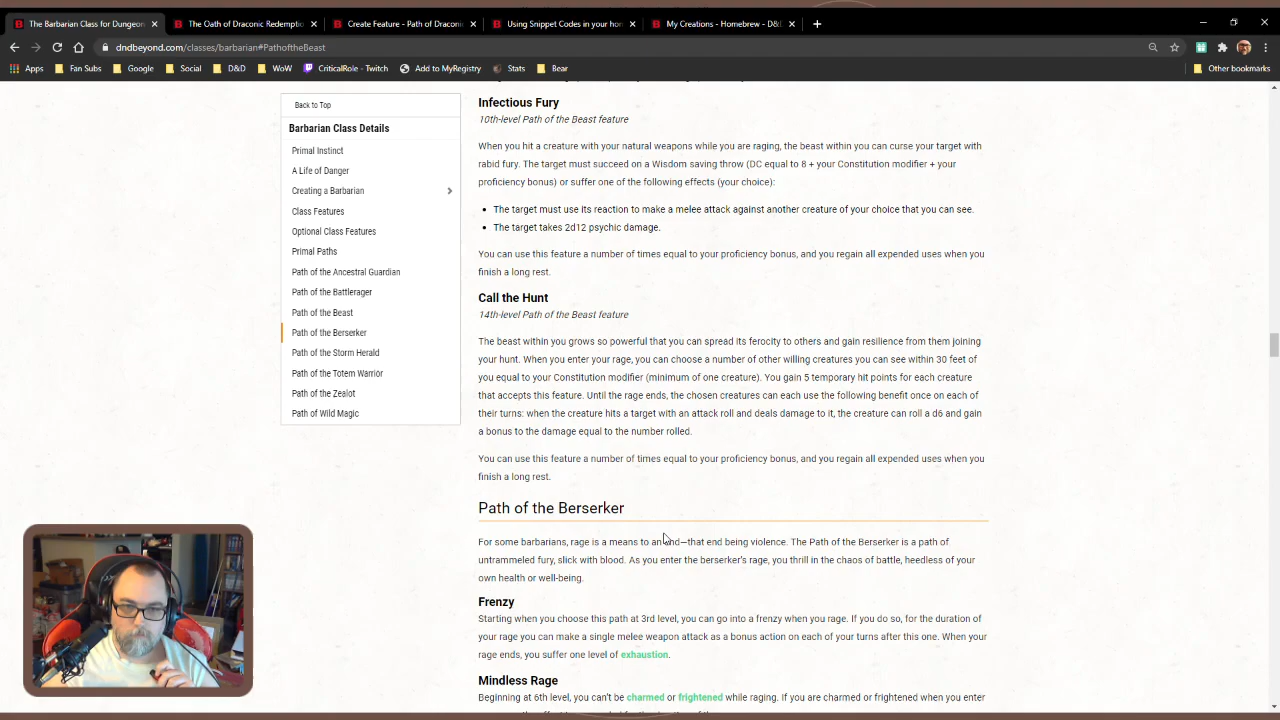 The Barbarian Class for Dungeon
The Oath of Draconic Redemptio
Create Feature - Path of Draconi
Using Snippet Codes in your hom
My Creations - Homebrew - D&
dndbeyond.com/classes/barbarian#PathoftheBeast
Apps
Fan Subs
Google
Social
D&D
WoW
CriticalRole - Twitch
Add to MyRegistry
Stats
Bear
Other bookmarks
Back to Top
Barbarian Class Details
Primal Instinct
A Life of Danger
Creating a Barbarian
Class Features
Optional Class Features
Primal Paths
Path of the Ancestral Guardian
Path of the Battlerager
Path of the Beast
Path of the Berserker
Path of the Storm Herald
Path of the Totem Warrior
Path of the Zealot
Path of Wild Magic
Infectious Fury
10th-level Path of the Beast feature
When you hit a creature with your natural weapons while you are raging, the beast within you can curse your target with
rabid fury. The target must succeed on a Wisdom saving throw (DC equal to 8 + your Constitution modifier + your
proficiency bonus) or suffer one of the following effects (your choice):
• The target must use its reaction to make a melee attack against another creature of your choice that you can see.
• The target takes 2d12 psychic damage.
You can use this feature a number of times equal to your proficiency bonus, and you regain all expended uses when you
finish a long rest.
Call the Hunt
14th-level Path of the Beast feature
The beast within you grows so powerful that you can spread its ferocity to others and gain resilience from them joining
your hunt. When you enter your rage, you can choose a number of other willing creatures you can see within 30 feet of
you equal to your Constitution modifier (minimum of one creature). You gain 5 temporary hit points for each creature
that accepts this feature. Until the rage ends, the chosen creatures can each use the following benefit once on each of
their turns: when the creature hits a target with an attack roll and deals damage to it, the creature can roll a d6 and gain
a bonus to the damage equal to the number rolled.
You can use this feature a number of times equal to your proficiency bonus, and you regain all expended uses when you
finish a long rest.
Path of the Berserker
For some barbarians, rage is a means to an end—that end being violence. The Path of the Berserker is a path of
untrammeled fury, slick with blood. As you enter the berserker's rage, you thrill in the chaos of battle, heedless of your
own health or well-being.
Frenzy
Starting when you choose this path at 3rd level, you can go into a frenzy when you rage. If you do so, for the duration of
your rage you can make a single melee weapon attack as a bonus action on each of your turns after this one. When your
rage ends, you suffer one level of exhaustion.
Mindless Rage
Beginning at 6th level, you can't be charmed or frightened while raging. If you are charmed or frightened when you enter